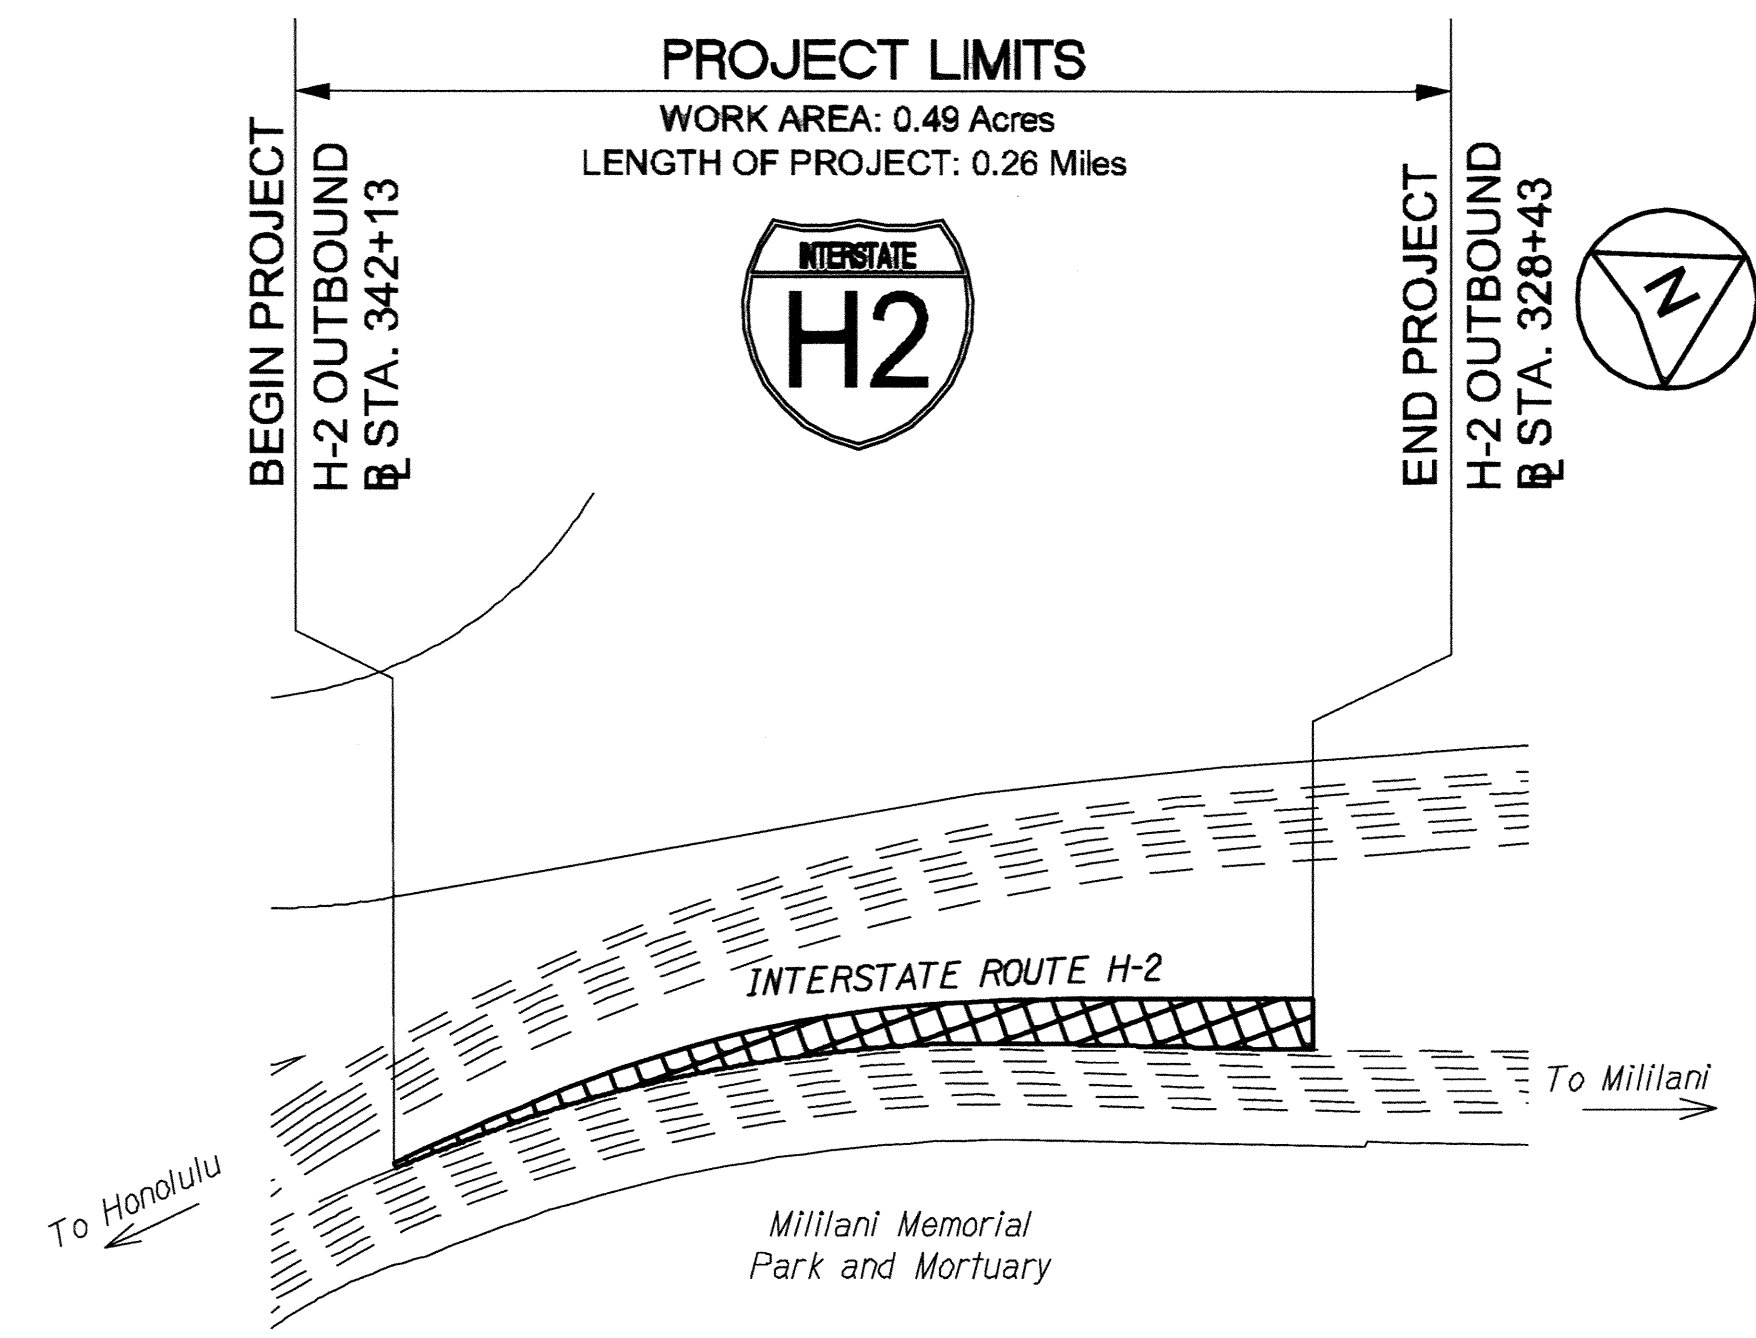 PROJECT LIMITS
WORK AREA: 0.49 Acres
LENGTH OF PROJECT: 0.26 Miles
BEGIN PROJECT
H-2 OUTBOUND
BL STA. 342+13
INTERSTATE
H2
END PROJECT
H-2 OUTBOUND
BL STA. 328+43
N
INTERSTATE ROUTE H-2
To Mililani
To Honolulu
Mililani Memorial
Park and Mortuary